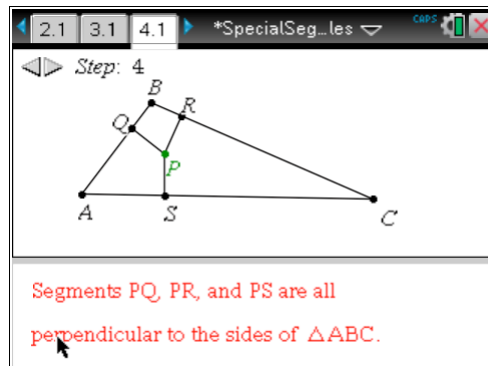 2.1 3.1 4.1 *SpecialSeg...les CAPS
Step: 4
B
R
Q
P
A S C
Segments PQ, PR, and PS are all
perpendicular to the sides of △ABC.